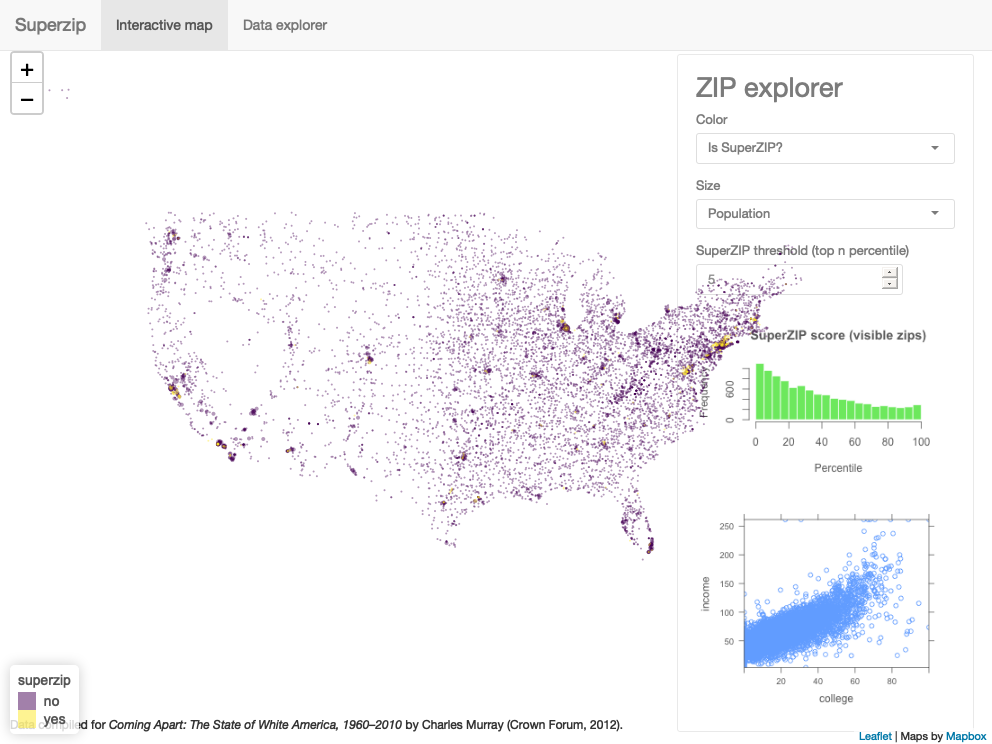 Superzip
Interactive map
Data explorer
+
−
ZIP explorer
Color
Is SuperZIP?
Size
Population
SuperZIP threshold (top n percentile)
5
SuperZIP score (visible zips)
Frequency
600
0
0 20 40 60 80 100
Percentile
250
200
150
100
50
income
20 40 60 80
college
superzip
no
yes
Data compiled for Coming Apart: The State of White America, 1960–2010 by Charles Murray (Crown Forum, 2012).
Leaflet | Maps by Mapbox